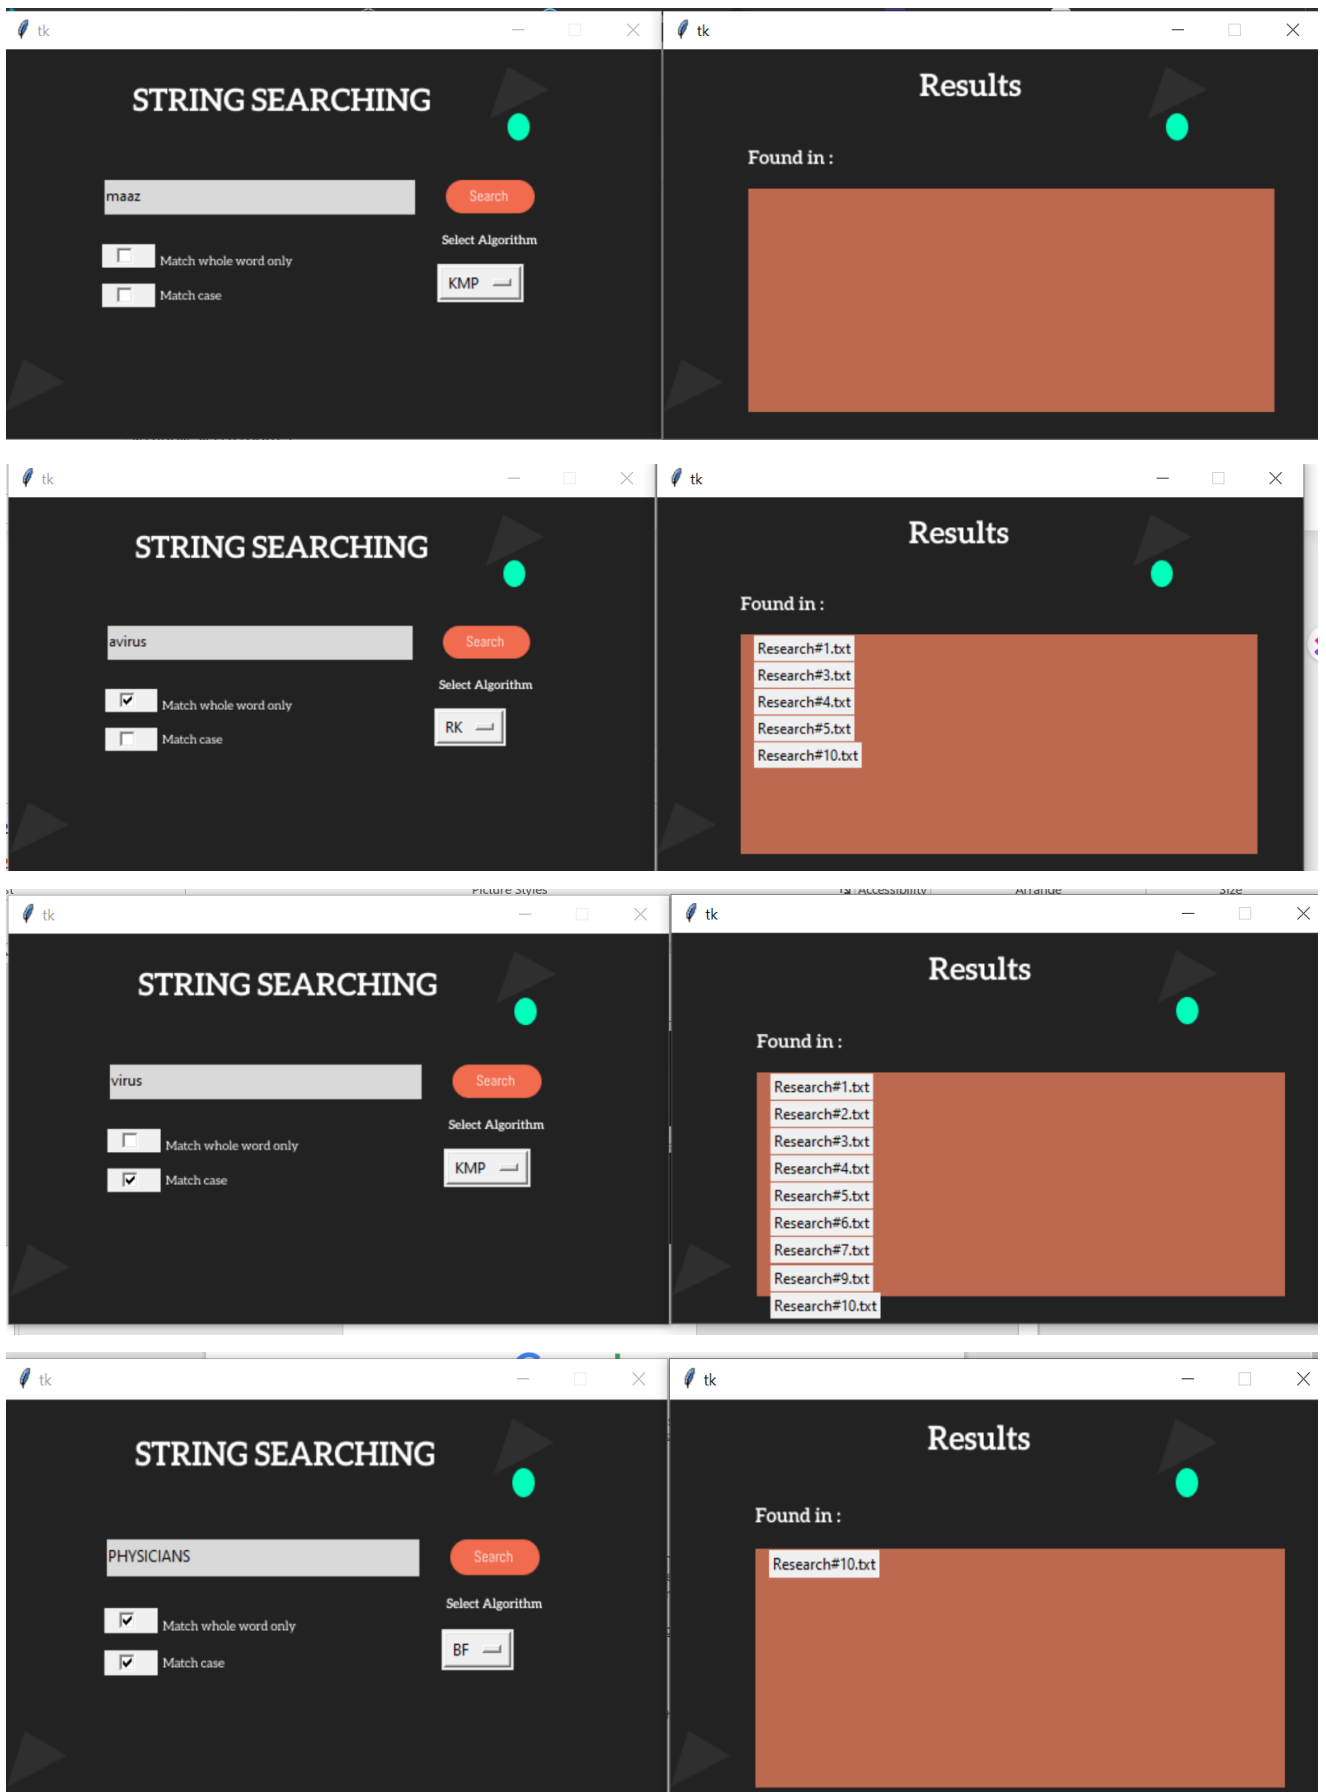 tk
tk
STRING SEARCHING
Results
Found in :
maaz
Search
Select Algorithm
Match whole word only
KMP
Match case
tk
tk
STRING SEARCHING
Results
Found in :
avirus
Search
Research#1.txt
Research#3.txt
Select Algorithm
Research#4.txt
Match whole word only
RK
Research#5.txt
Match case
Research#10.txt
Picture Styles
Accessibility
Arrange
Size
tk
tk
STRING SEARCHING
Results
Found in :
virus
Search
Research#1.txt
Research#2.txt
Select Algorithm
Research#3.txt
Match whole word only
KMP
Research#4.txt
Match case
Research#5.txt
Research#6.txt
Research#7.txt
Research#9.txt
Research#10.txt
tk
tk
STRING SEARCHING
Results
Found in :
PHYSICIANS
Search
Research#10.txt
Select Algorithm
Match whole word only
BF
Match case